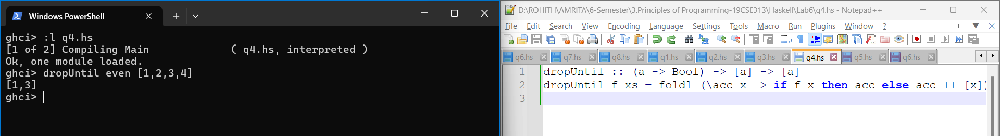 Windows PowerShell
ghci> :l q4.hs
[1 of 2] Compiling Main             ( q4.hs, interpreted )
Ok, one module loaded.
ghci> dropUntil even [1,2,3,4]
[1,3]
ghci>
D:\ROHITH\AMRITA\6-Semester\3.Principles of Programming-19CSE313\Haskell\Lab6\q4.hs - Notepad++
File Edit Search View Encoding Language Settings Tools Macro Run Plugins Window ?
q6.hs q7.hs q8.hs q1.hs q2.hs q3.hs q4.hs q5.hs q6.hs
1 dropUntil :: (a -> Bool) -> [a] -> [a]
2 dropUntil f xs = foldl (\acc x -> if f x then acc else acc ++ [x])
3